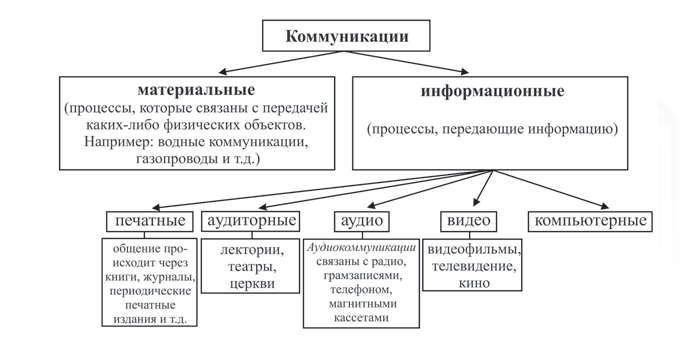 Коммуникации
материальные
(процессы, которые связаны с передачей
каких-либо физических объектов.
Например: водные коммуникации,
газопроводы и т.д.)
информационные
(процессы, передающие информацию)
печатные
аудиторные
аудио
видео
компьютерные
общение про-
исходит через
книги, журналы,
периодические
печатные
издания и т.д.
лектории,
театры,
церкви
Аудиокоммуникации
связаны с радио,
грамзаписями,
телефоном,
магнитными
кассетами
видеофильмы,
телевидение,
кино